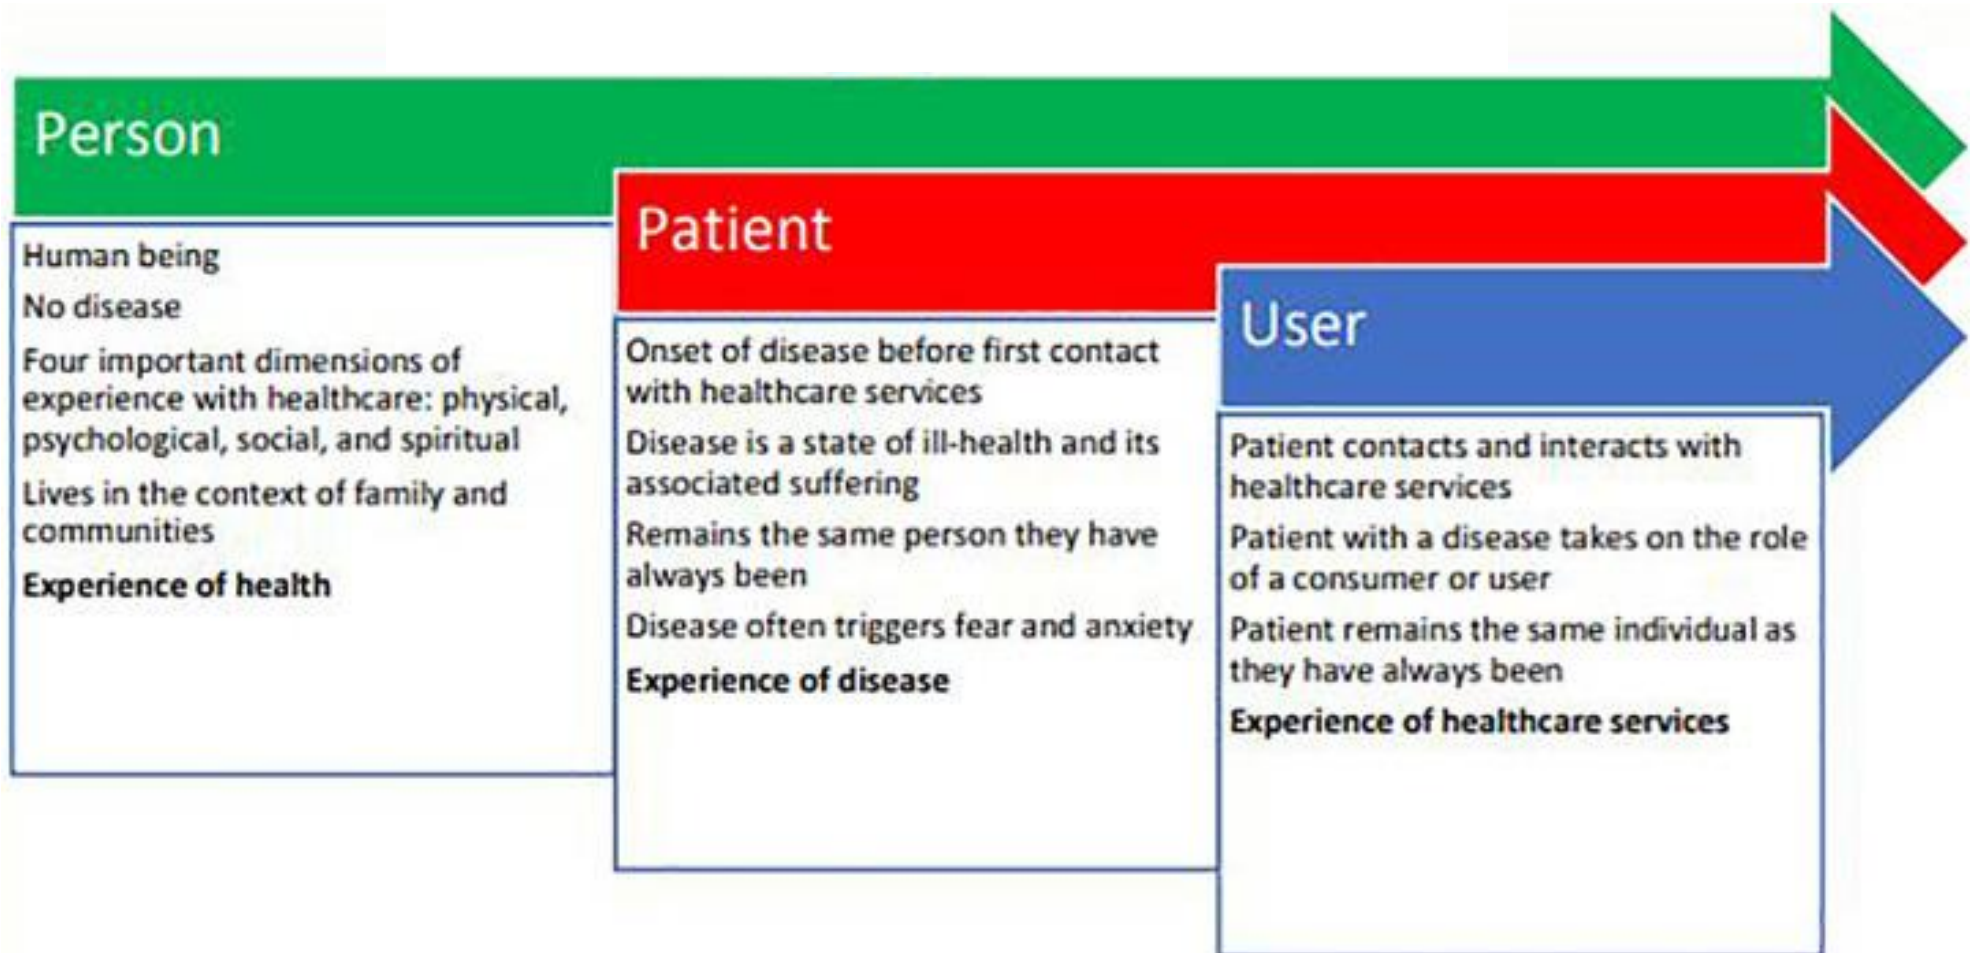 Person
Human being
No disease
Four important dimensions of
experience with healthcare: physical,
psychological, social, and spiritual
Lives in the context of family and
communities
Experience of health
Patient
Onset of disease before first contact
with healthcare services
Disease is a state of ill-health and its
associated suffering
Remains the same person they have
always been
Disease often triggers fear and anxiety
Experience of disease
User
Patient contacts and interacts with
healthcare services
Patient with a disease takes on the role
of a consumer or user
Patient remains the same individual as
they have always been
Experience of healthcare services